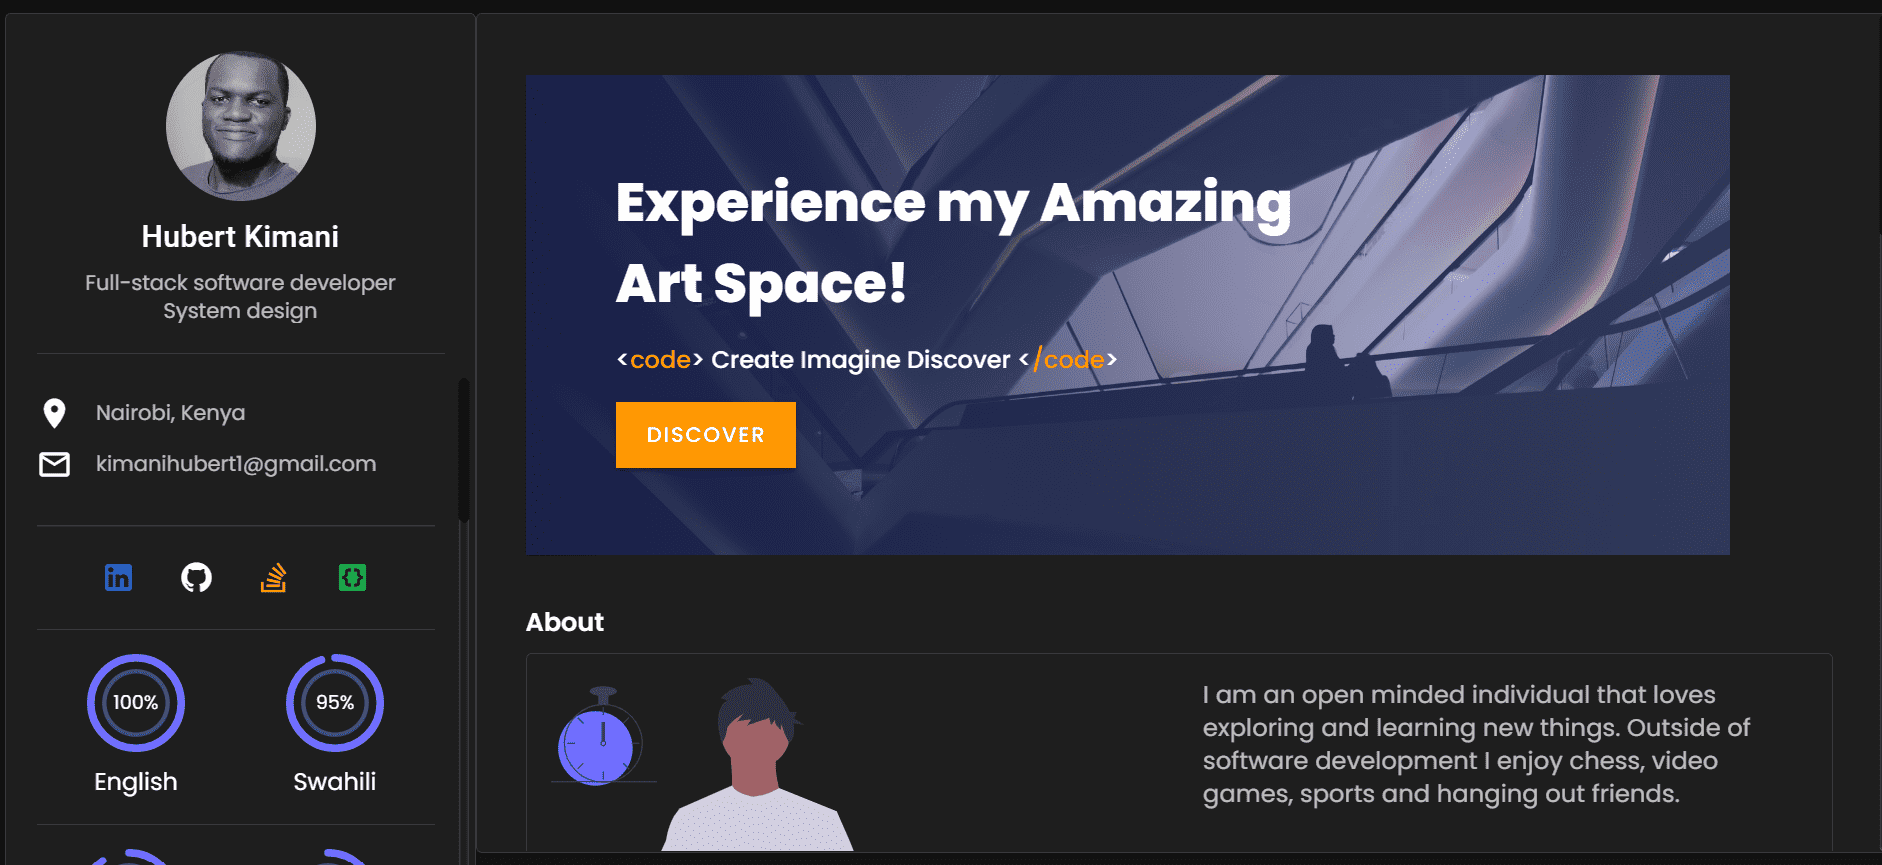 Hubert Kimani
Full-stack software developer
System design
Nairobi, Kenya
kimanihubert1@gmail.com
in
100%
95%
English
Swahili
Experience my Amazing
Art Space!
<code> Create Imagine Discover </code>
DISCOVER
About
I am an open minded individual that loves
exploring and learning new things. Outside of
software development I enjoy chess, video
games, sports and hanging out friends.